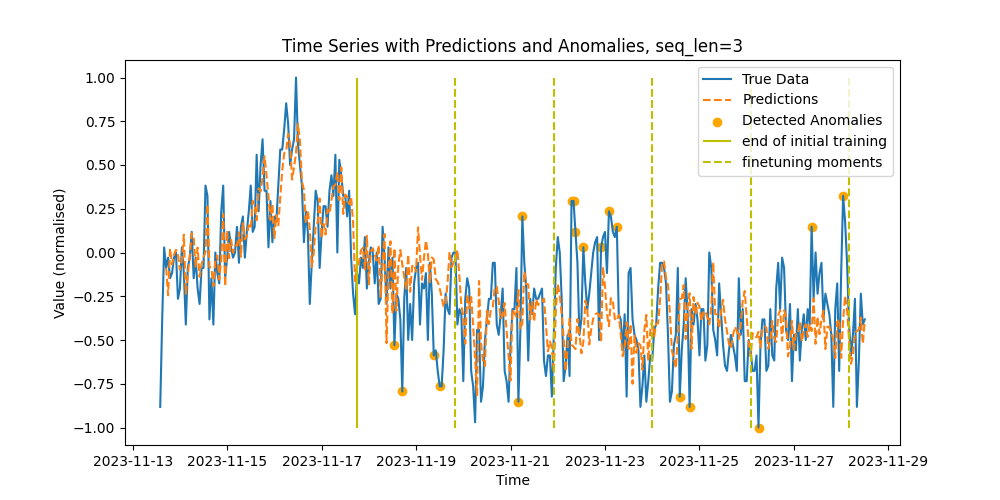 Time Series with Predictions and Anomalies, seq_len=3
True Data
Predictions
Detected Anomalies
end of initial training
finetuning moments
1.00
0.75
0.50
0.25
0.00
−0.25
−0.50
−0.75
−1.00
Value (normalised)
2023-11-13 2023-11-15 2023-11-17 2023-11-19 2023-11-21 2023-11-23 2023-11-25 2023-11-27 2023-11-29
Time